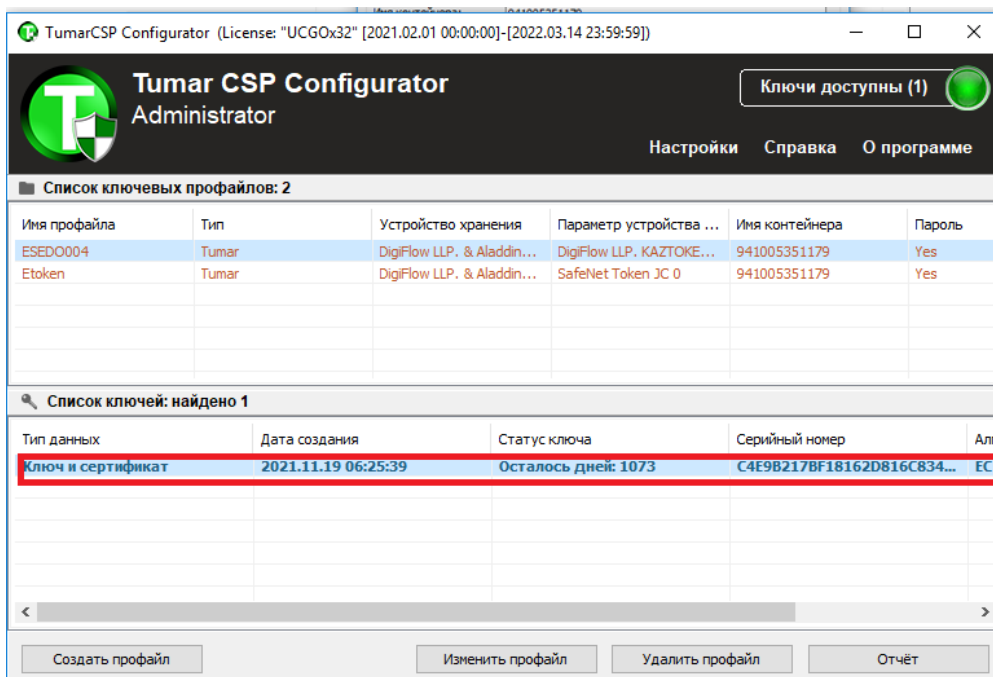 TumarCSP Configurator (License: "UCGOx32" [2021.02.01 00:00:00]-[2022.03.14 23:59:59])
Tumar CSP Configurator
Administrator
Ключи доступны (1)
Настройки Справка О программе
Список ключевых профайлов: 2
Имя профайла Тип Устройство хранения Параметр устройства ... Имя контейнера Пароль
ESEDO004 Tumar DigiFlow LLP. & Aladdin... DigiFlow LLP. KAZTOKE... 941005351179 Yes
Etoken Tumar DigiFlow LLP. & Aladdin... SafeNet Token JC 0 941005351179 Yes
Список ключей: найдено 1
Тип данных Дата создания Статус ключа Серийный номер Ал
Ключ и сертификат 2021.11.19 06:25:39 Осталось дней: 1073 C4E9B217BF18162D816C834... EC
Создать профайл Изменить профайл Удалить профайл Отчёт